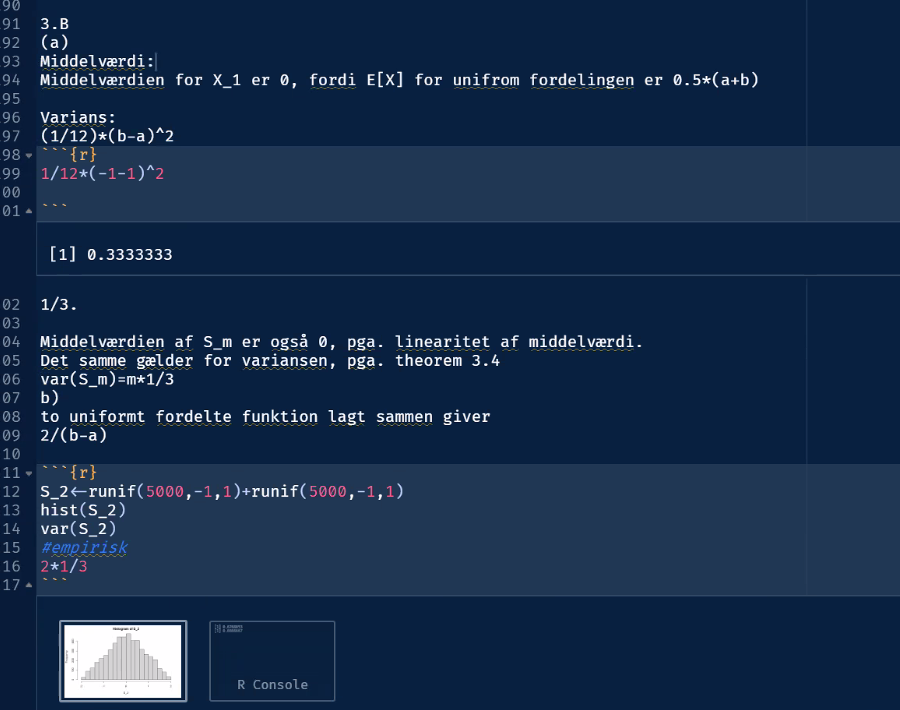 90
91 3.B
92 (a)
93 Middelværdi:
94 Middelværdien for X_1 er 0, fordi E[X] for unifrom fordelingen er 0.5*(a+b)
95
96 Varians:
97 (1/12)*(b-a)^2
98 ```{r}
99 1/12*(-1-1)^2
00
01 ```
[1] 0.3333333
02 1/3.
03
04 Middelværdien af S_m er også 0, pga. linearitet af middelværdi.
05 Det samme gælder for variansen, pga. theorem 3.4
06 var(S_m)=m*1/3
07 b)
08 to uniformt fordelte funktion lagt sammen giver
09 2/(b-a)
10
11 ```{r}
12 S_2<-runif(5000,-1,1)+runif(5000,-1,1)
13 hist(S_2)
14 var(S_2)
15 #empirisk
16 2*1/3
17 ```
R Console